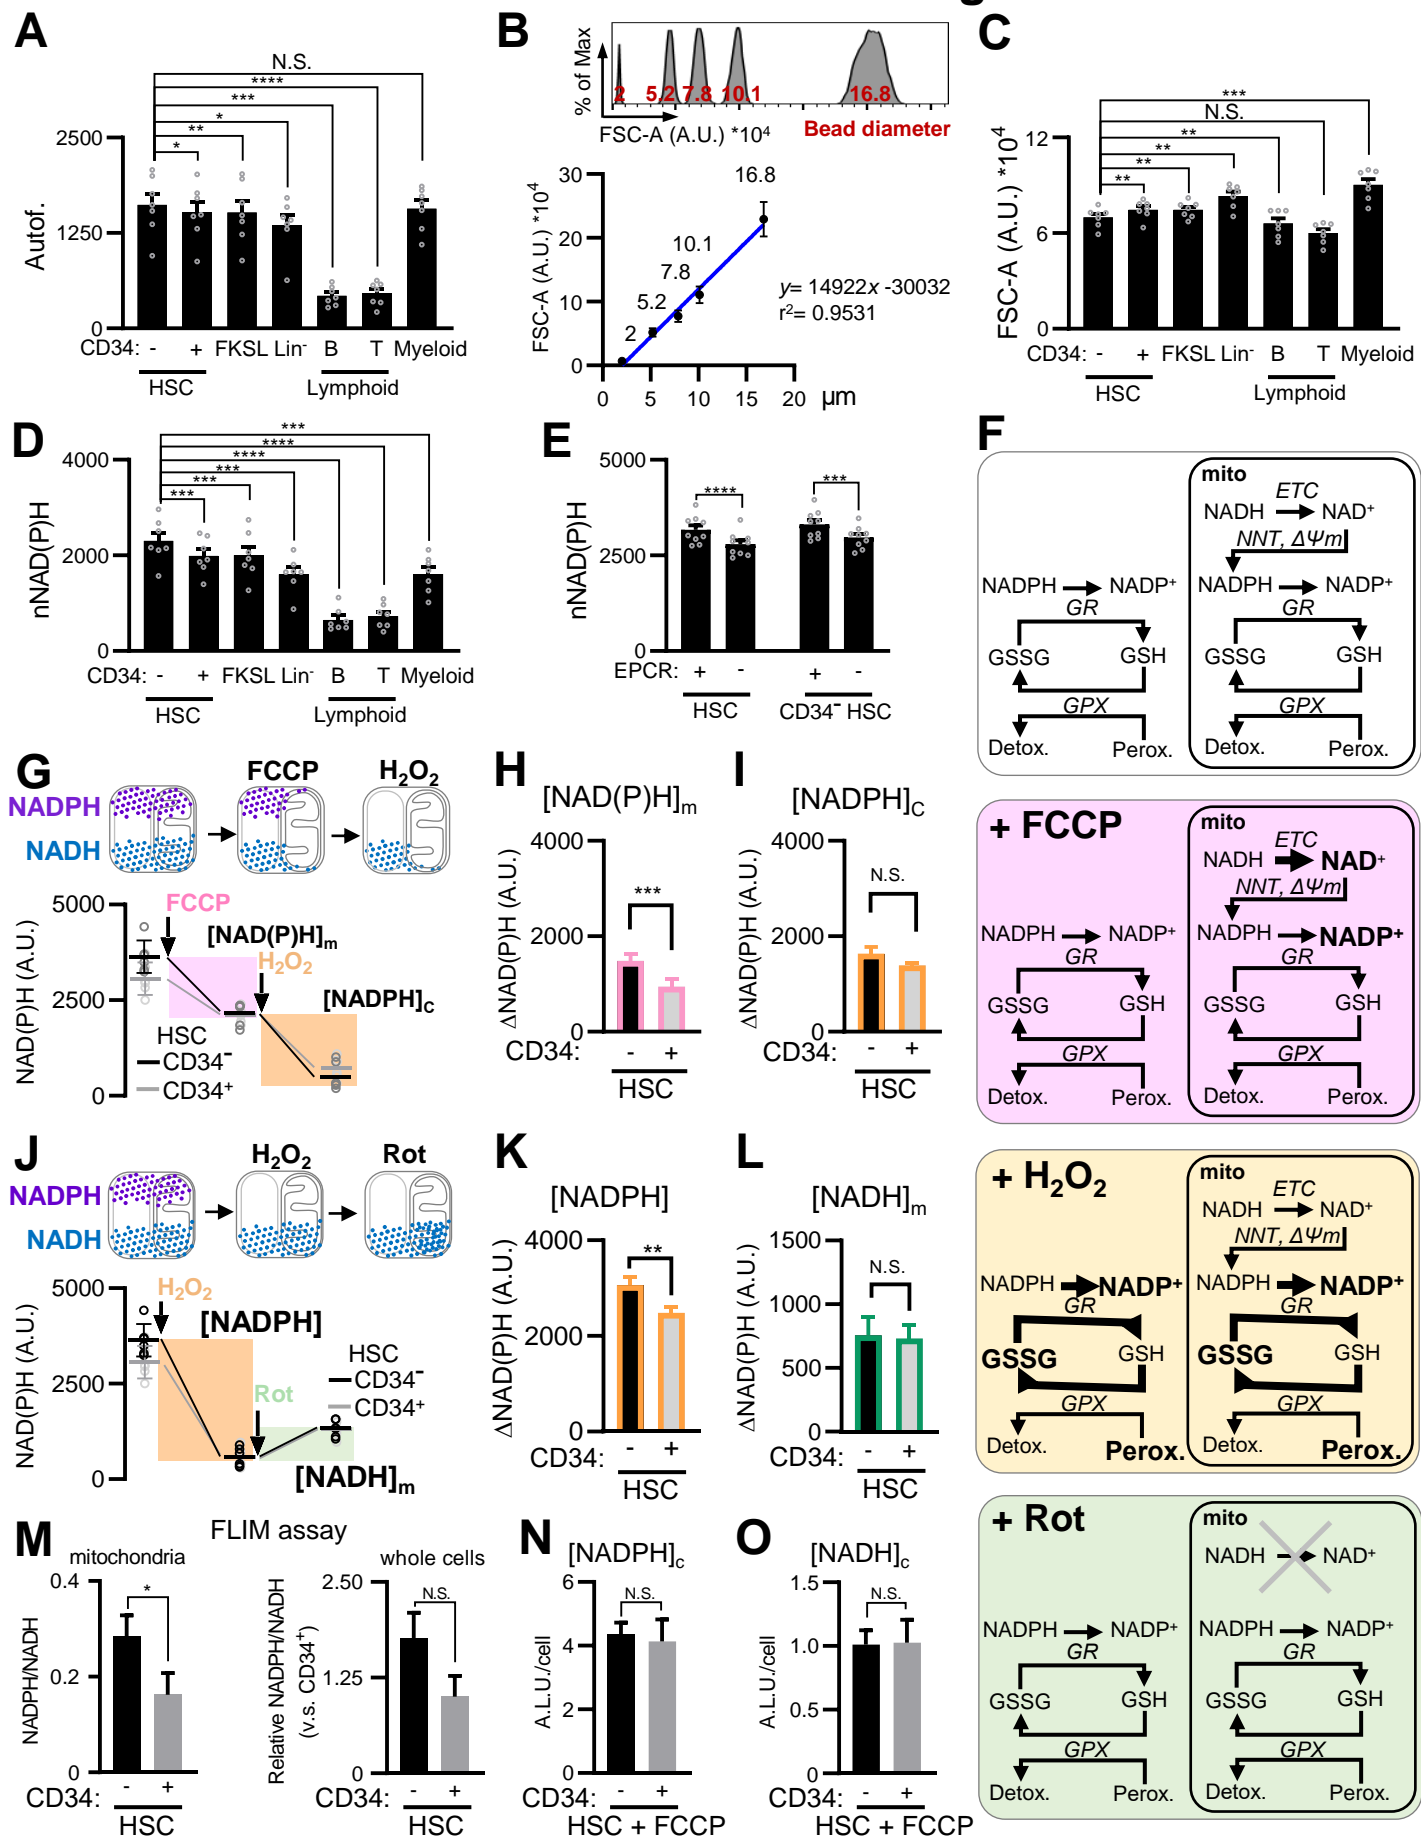 A
N.S.
****
***
*
**
*
2500
1250
0
Autof.
CD34: - + FKSL Lin⁻ B T Myeloid
HSC Lymphoid
B
% of Max
2 5.2 7.8 10.1 16.8
FSC-A (A.U.) *10⁴ Bead diameter
30
20
10
0
FSC-A (A.U.) *10⁴
16.8
10.1
7.8
5.2
2
y= 14922x -30032
r²= 0.9531
0 5 10 15 20 µm
C
***
N.S.
**
**
**
**
12
6
0
FSC-A (A.U.) *10⁴
CD34: - + FKSL Lin⁻ B T Myeloid
HSC Lymphoid
D
***
****
****
***
***
***
4000
2000
0
nNAD(P)H
CD34: - + FKSL Lin⁻ B T Myeloid
HSC Lymphoid
E
5000
2500
0
nNAD(P)H
**** ***
EPCR: + - + -
HSC CD34⁻ HSC
F
mito
ETC
NADH NAD⁺
NNT, ΔΨm
NADPH NADP⁺ NADPH NADP⁺
GR GR
GSSG GSH GSSG GSH
GPX GPX
Detox. Perox. Detox. Perox.
+ FCCP
mito
ETC
NADH NAD⁺
NNT, ΔΨm
NADPH NADP⁺ NADPH NADP⁺
GR GR
GSSG GSH GSSG GSH
GPX GPX
Detox. Perox. Detox. Perox.
+ H₂O₂
mito
ETC
NADH NAD⁺
NNT, ΔΨm
NADPH NADP⁺ NADPH NADP⁺
GR GR
GSSG GSH GSSG GSH
GPX GPX
Detox. Perox. Detox. Perox.
+ Rot
mito
NADH NAD⁺
NADPH NADP⁺ NADPH NADP⁺
GR GR
GSSG GSH GSSG GSH
GPX GPX
Detox. Perox. Detox. Perox.
G
FCCP H₂O₂
NADPH
NADH
5000
2500
0
NAD(P)H (A.U.)
FCCP
[NAD(P)H]m
H₂O₂
[NADPH]C
HSC
CD34⁻
CD34⁺
H
[NAD(P)H]m
4000
2000
0
ΔNAD(P)H (A.U.)
***
CD34: - +
HSC
I
[NADPH]C
4000
2000
0
ΔNAD(P)H (A.U.)
N.S.
CD34: - +
HSC
J
H₂O₂ Rot
NADPH
NADH
5000
2500
0
NAD(P)H (A.U.)
H₂O₂
[NADPH]
HSC
CD34⁻
CD34⁺
Rot
[NADH]m
K
[NADPH]
4000
2000
0
ΔNAD(P)H (A.U.)
**
CD34: - +
HSC
L
[NADH]m
1500
1000
500
0
ΔNAD(P)H (A.U.)
N.S.
CD34: - +
HSC
M
FLIM assay
mitochondria
0.4
0.2
0
NADPH/NADH
*
CD34: - +
HSC
whole cells
2.50
1.25
0
Relative NADPH/NADH
(v.s. CD34⁺)
N.S.
CD34: - +
HSC
N
[NADPH]c
6
4
2
0
A.L.U./cell
N.S.
CD34: - +
HSC + FCCP
O
[NADH]c
1.5
1.0
0.5
0
A.L.U./cell
N.S.
CD34: - +
HSC + FCCP